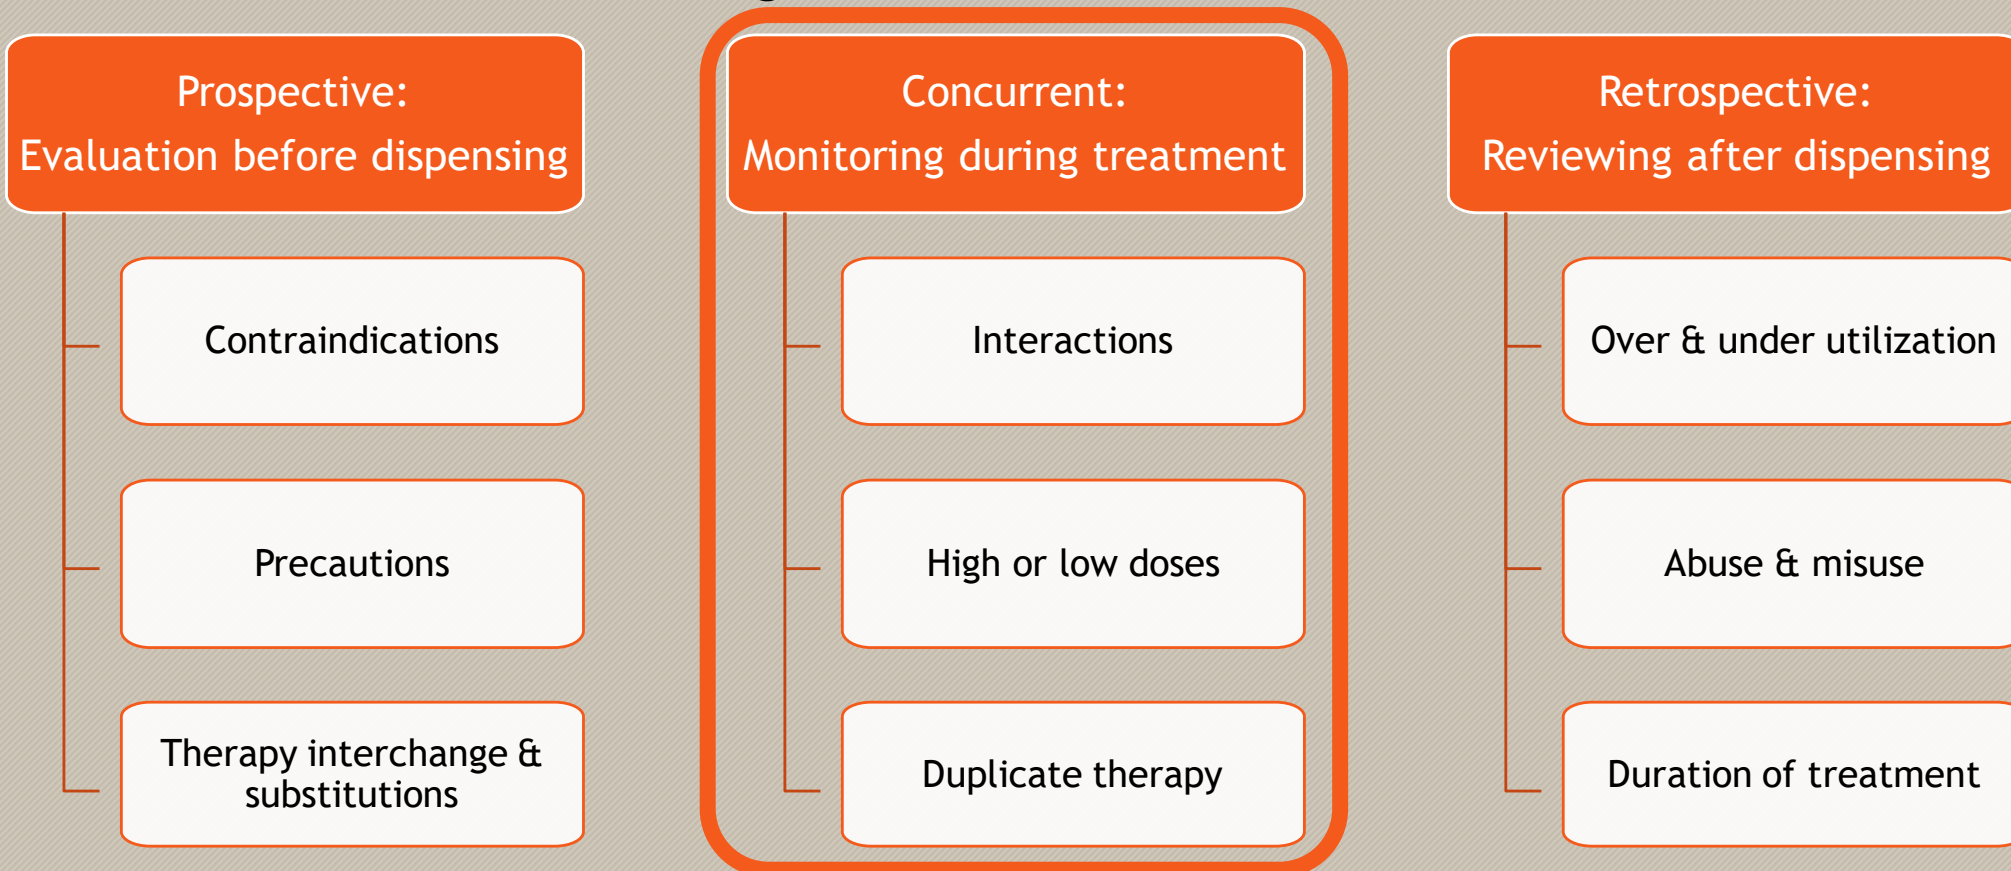 Prospective:
Evaluation before dispensing
Contraindications
Precautions
Therapy interchange &
substitutions
Concurrent:
Monitoring during treatment
Interactions
High or low doses
Duplicate therapy
Retrospective:
Reviewing after dispensing
Over & under utilization
Abuse & misuse
Duration of treatment